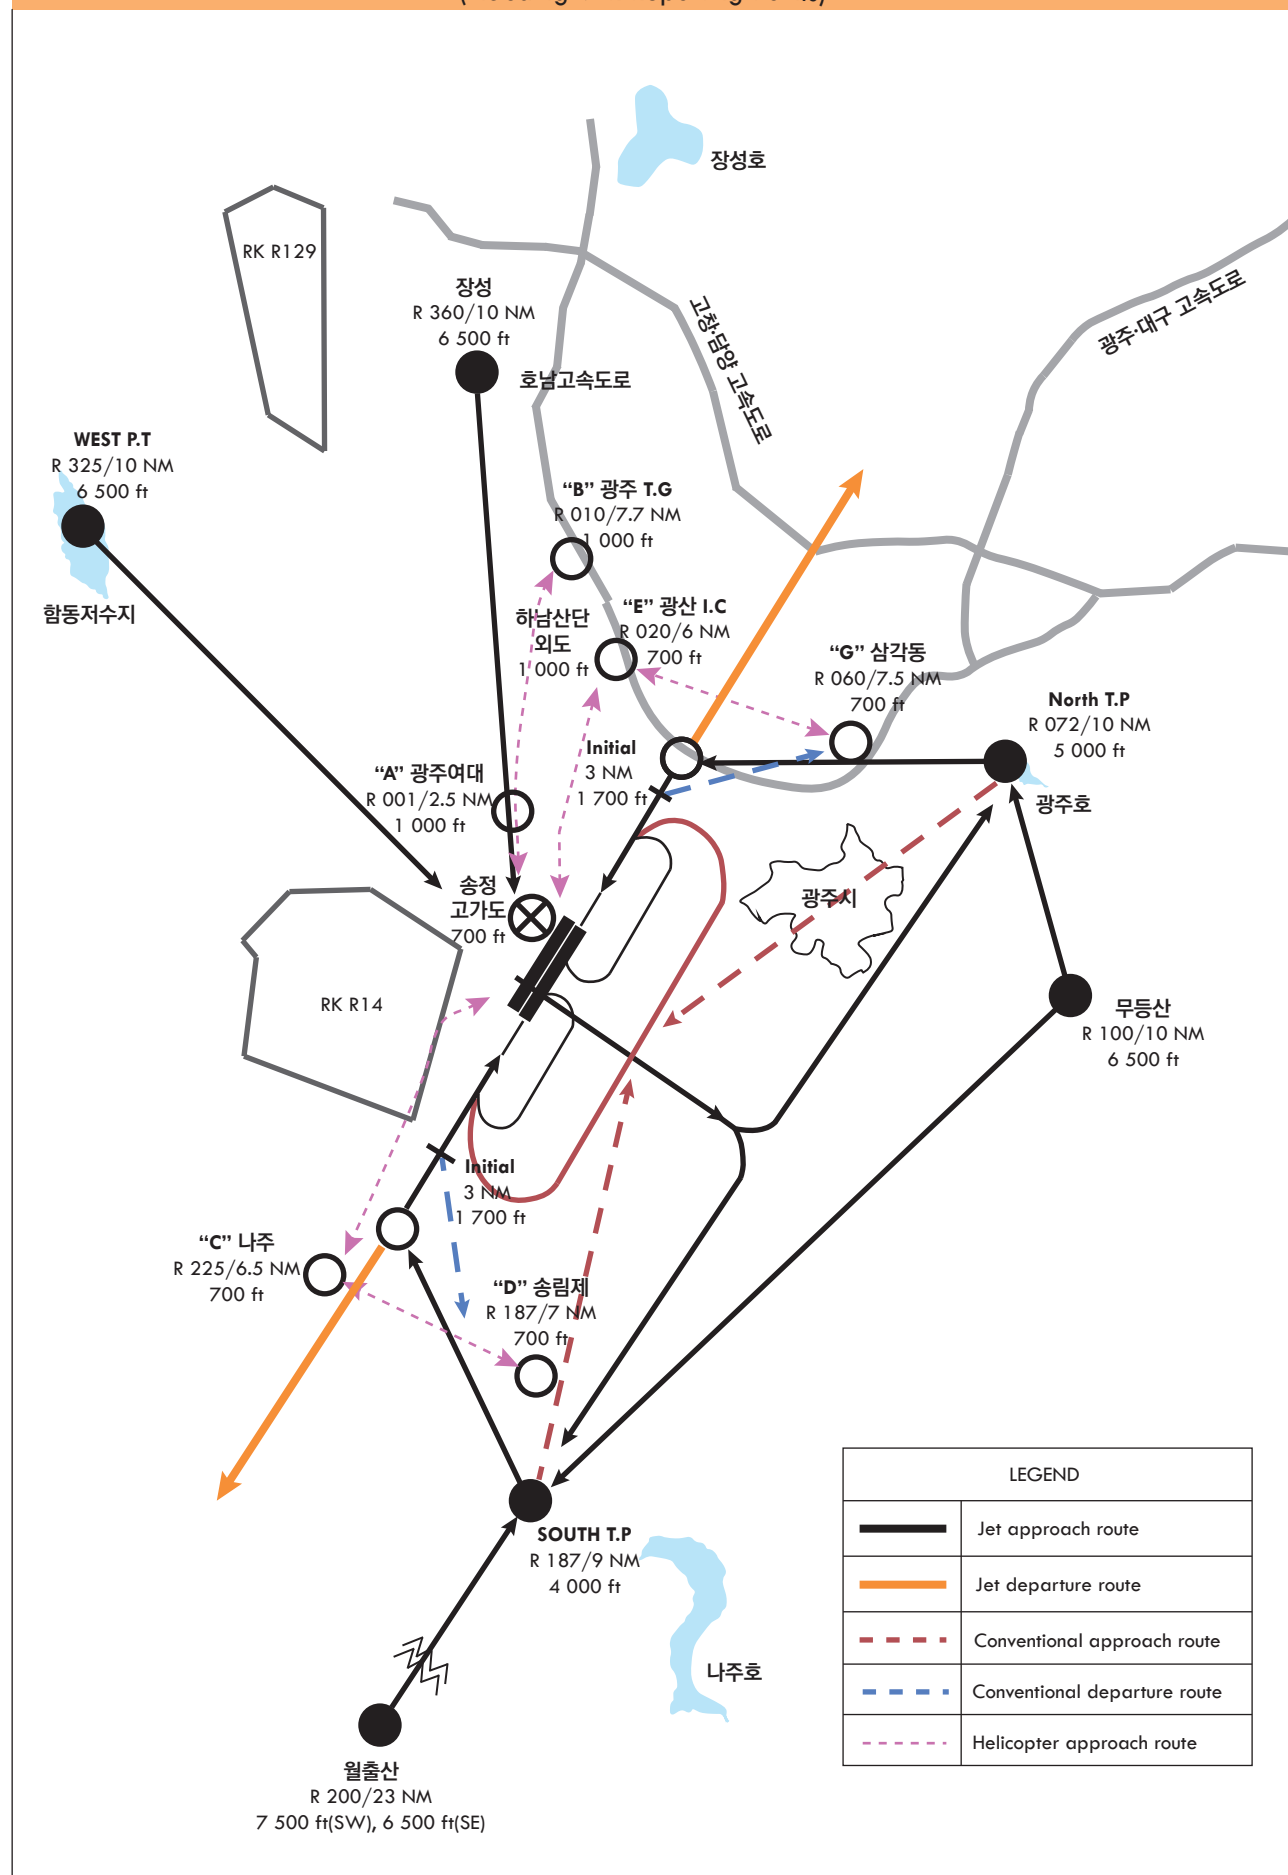 장성호
RK R129
장성
R 360/10 NM
6 500 ft
호남고속도로
고창·담양 고속도로
광주·대구 고속도로
WEST P.T
R 325/10 NM
6 500 ft
함동저수지
“B” 광주 T.G
R 010/7.7 NM
1 000 ft
하남산단
외도
1 000 ft
“E” 광산 I.C
R 020/6 NM
700 ft
“G” 삼각동
R 060/7.5 NM
700 ft
North T.P
R 072/10 NM
5 000 ft
광주호
Initial
3 NM
1 700 ft
“A” 광주여대
R 001/2.5 NM
1 000 ft
송정
고가도
700 ft
광주시
RK R14
무등산
R 100/10 NM
6 500 ft
Initial
3 NM
1 700 ft
“C” 나주
R 225/6.5 NM
700 ft
“D” 송림제
R 187/7 NM
700 ft
SOUTH T.P
R 187/9 NM
4 000 ft
나주호
월출산
R 200/23 NM
7 500 ft(SW), 6 500 ft(SE)
LEGEND
Jet approach route
Jet departure route
Conventional approach route
Conventional departure route
Helicopter approach route